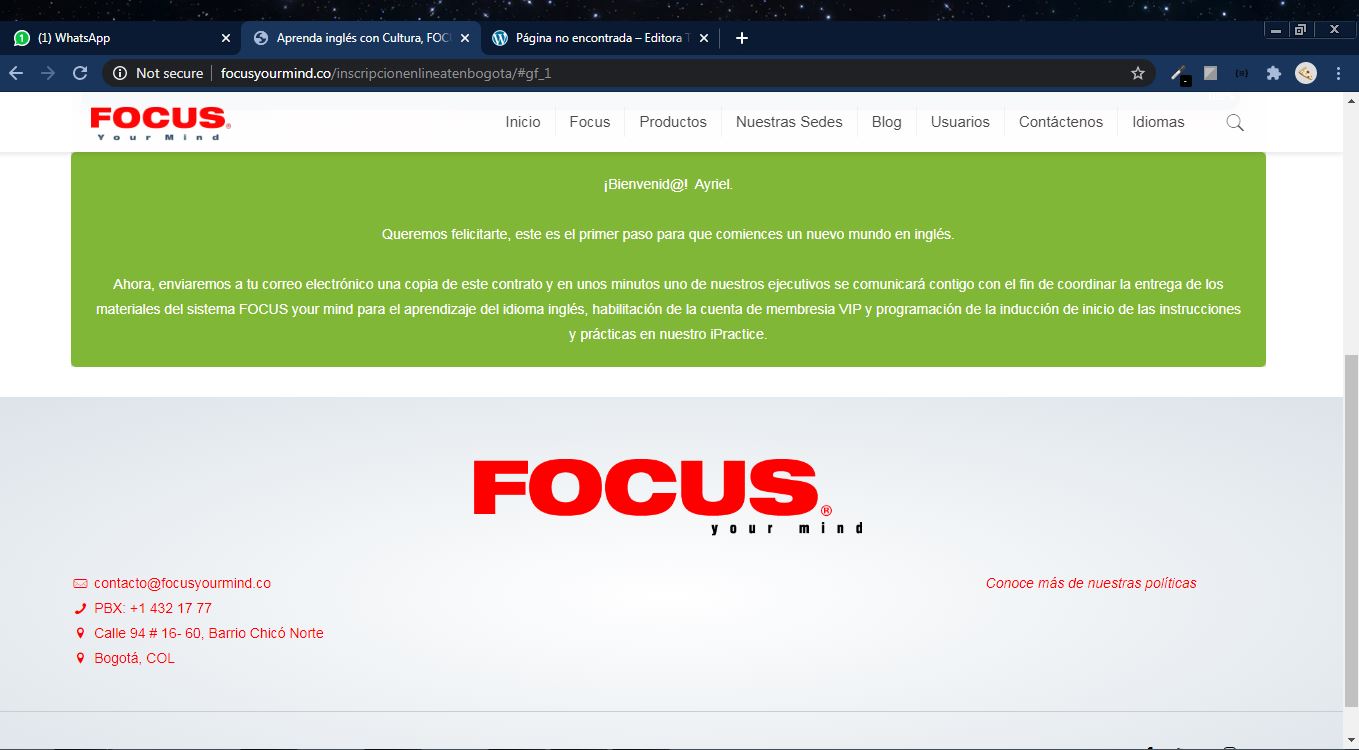 (1) WhatsApp
Aprenda inglés con Cultura, FOC
Página no encontrada – Editora T
Not secure
focusyourmind.co/inscripcionenlineatenbogota/#gf_1
FOCUS®
Your Mind
Inicio
Focus
Productos
Nuestras Sedes
Blog
Usuarios
Contáctenos
Idiomas
¡Bienvenid@! Ayriel.
Queremos felicitarte, este es el primer paso para que comiences un nuevo mundo en inglés.
Ahora, enviaremos a tu correo electrónico una copia de este contrato y en unos minutos uno de nuestros ejecutivos se comunicará contigo con el fin de coordinar la entrega de los
materiales del sistema FOCUS your mind para el aprendizaje del idioma inglés, habilitación de la cuenta de membresia VIP y programación de la inducción de inicio de las instrucciones
y prácticas en nuestro iPractice.
FOCUS®
your mind
contacto@focusyourmind.co
Conoce más de nuestras políticas
PBX: +1 432 17 77
Calle 94 # 16- 60, Barrio Chicó Norte
Bogotá, COL